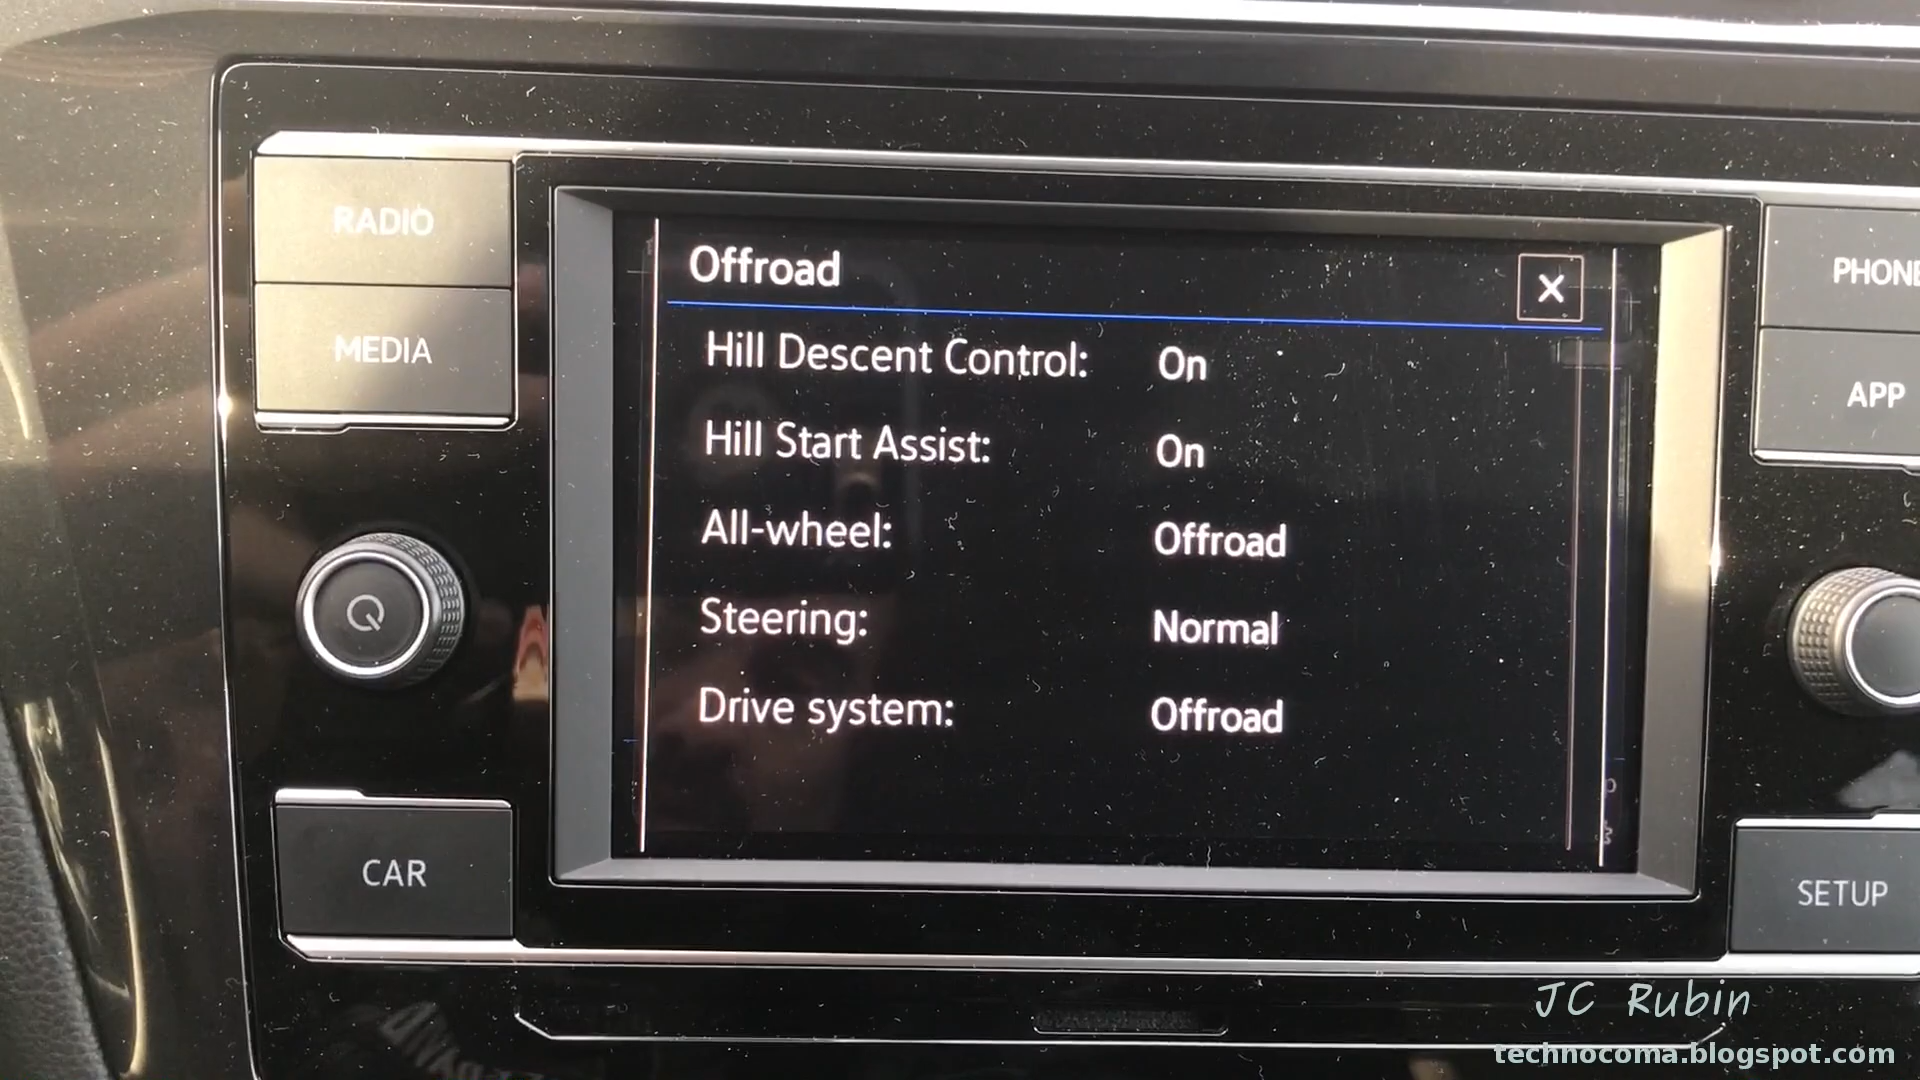 RADIO
MEDIA
PHONE
APP
Offroad
X
Hill Descent Control: On
Hill Start Assist: On
All-wheel: Offroad
Steering: Normal
Drive system: Offroad
CAR
SETUP
JC Rubin
technocoma.blogspot.com